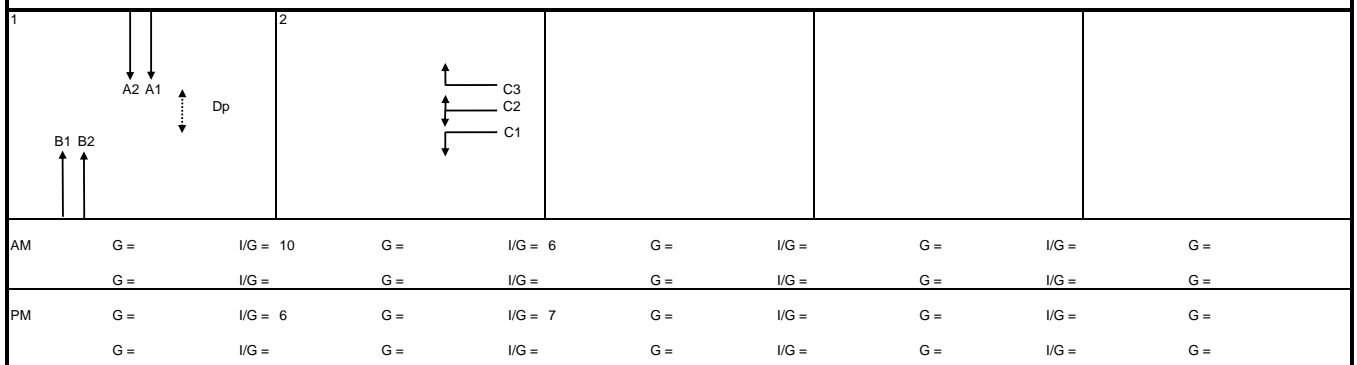 1 2
C3
A2 A1
Dp
C2
C1
B1 B2
AM G = I/G = 10 G = I/G = 6 G = I/G = G = I/G = G =
G = I/G = G = I/G = G = I/G = G = I/G = G =
PM G = I/G = 6 G = I/G = 7 G = I/G = G = I/G = G =
G = I/G = G = I/G = G = I/G = G = I/G = G =